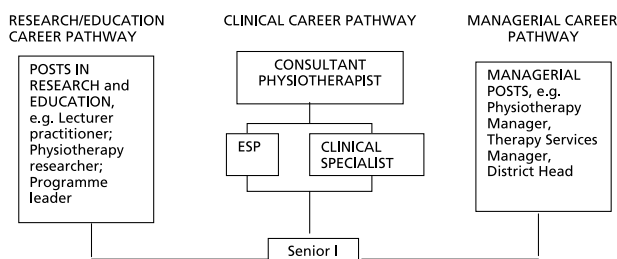 RESEARCH/EDUCATION
CAREER PATHWAY
POSTS IN
RESEARCH and
EDUCATION,
e.g. Lecturer
practitioner;
Physiotherapy
researcher;
Programme
leader
CLINICAL CAREER PATHWAY
CONSULTANT
PHYSIOTHERAPIST
ESP
CLINICAL
SPECIALIST
MANAGERIAL CAREER
PATHWAY
MANAGERIAL
POSTS, e.g.
Physiotherapy
Manager,
Therapy Services
Manager,
District Head
Senior I